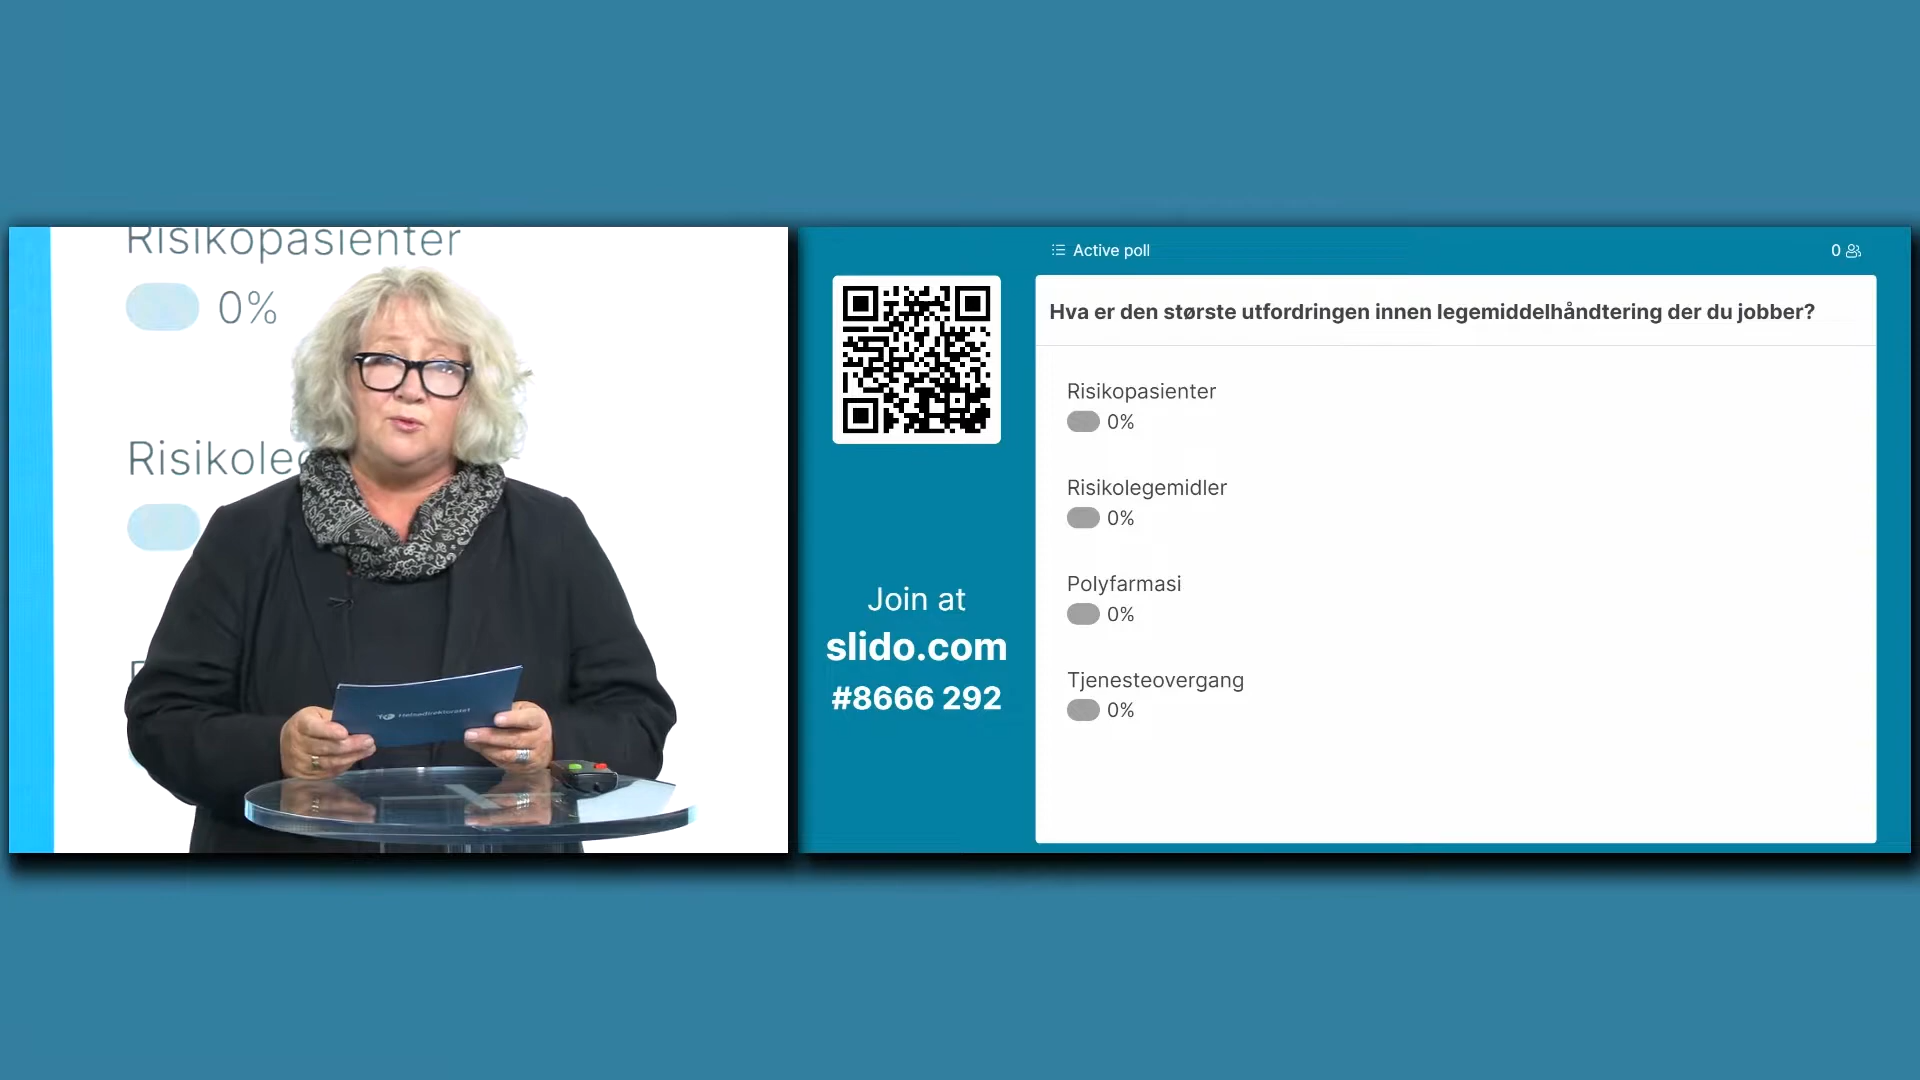 Risikopasienter
0%
Helsedirektoratet
Join at
slido.com
#8666 292
Active poll
0
Hva er den største utfordringen innen legemiddelhåndtering der du jobber?
Risikopasienter
0%
Risikolegemidler
0%
Polyfarmasi
0%
Tjenesteovergang
0%